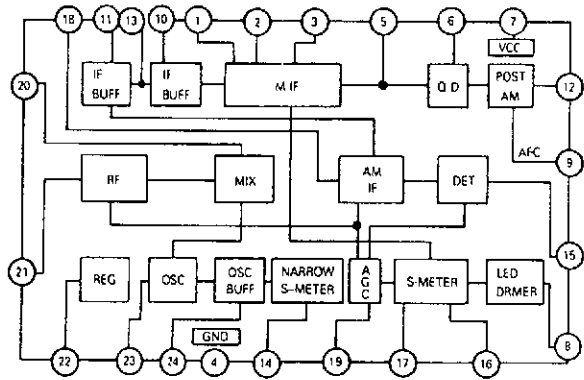 18 11 13 10 1 2 3 5 6 7
VCC
20
IF
BUFF
IF
BUFF
M IF
Q D
POST
AM
12
AFC
9
RF
MIX
AM
IF
DET
15
21
REG
OSC
OSC
BUFF
NARROW
S-METER
A
G
C
S-METER
LED
DRMER
8
GND
22 23 24 4 14 19 17 16